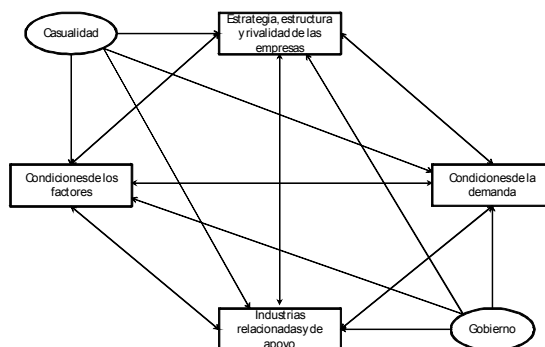 Casualidad
Estrategia, estructura
y rivalidad de las
empresas
Condiciones de los
factores
Condiciones de la
demanda
Industrias
relacionadas y de
apoyo
Gobierno